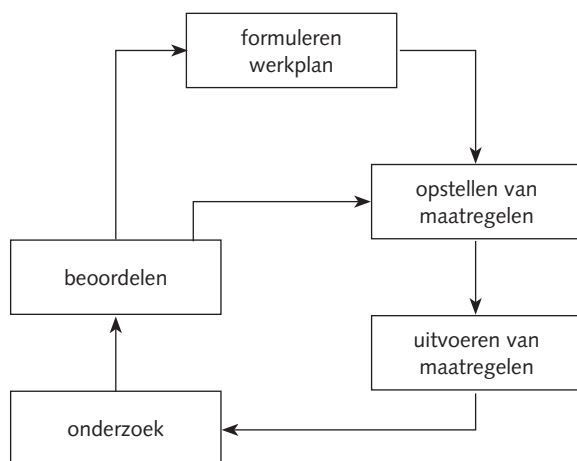 formuleren
werkplan
opstellen van
maatregelen
beoordelen
uitvoeren van
maatregelen
onderzoek